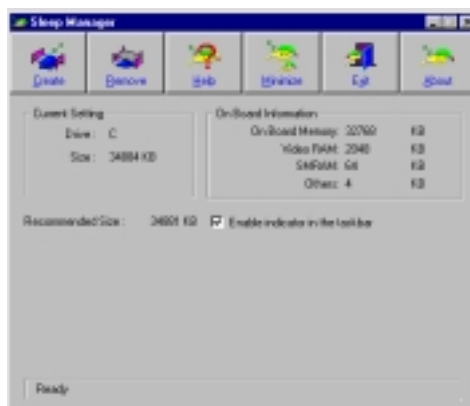 Sleep Manager
Create Remove Help Minimize Exit About
Current Setting
Drive: C
Size: 34884 KB
On-Board Information
On-Board Memory: 32768 KB
Video RAM: 2048 KB
SMRAM: 64 KB
Others: 4 KB
Recommended Size: KB
Enable indicator in the taskbar
Ready